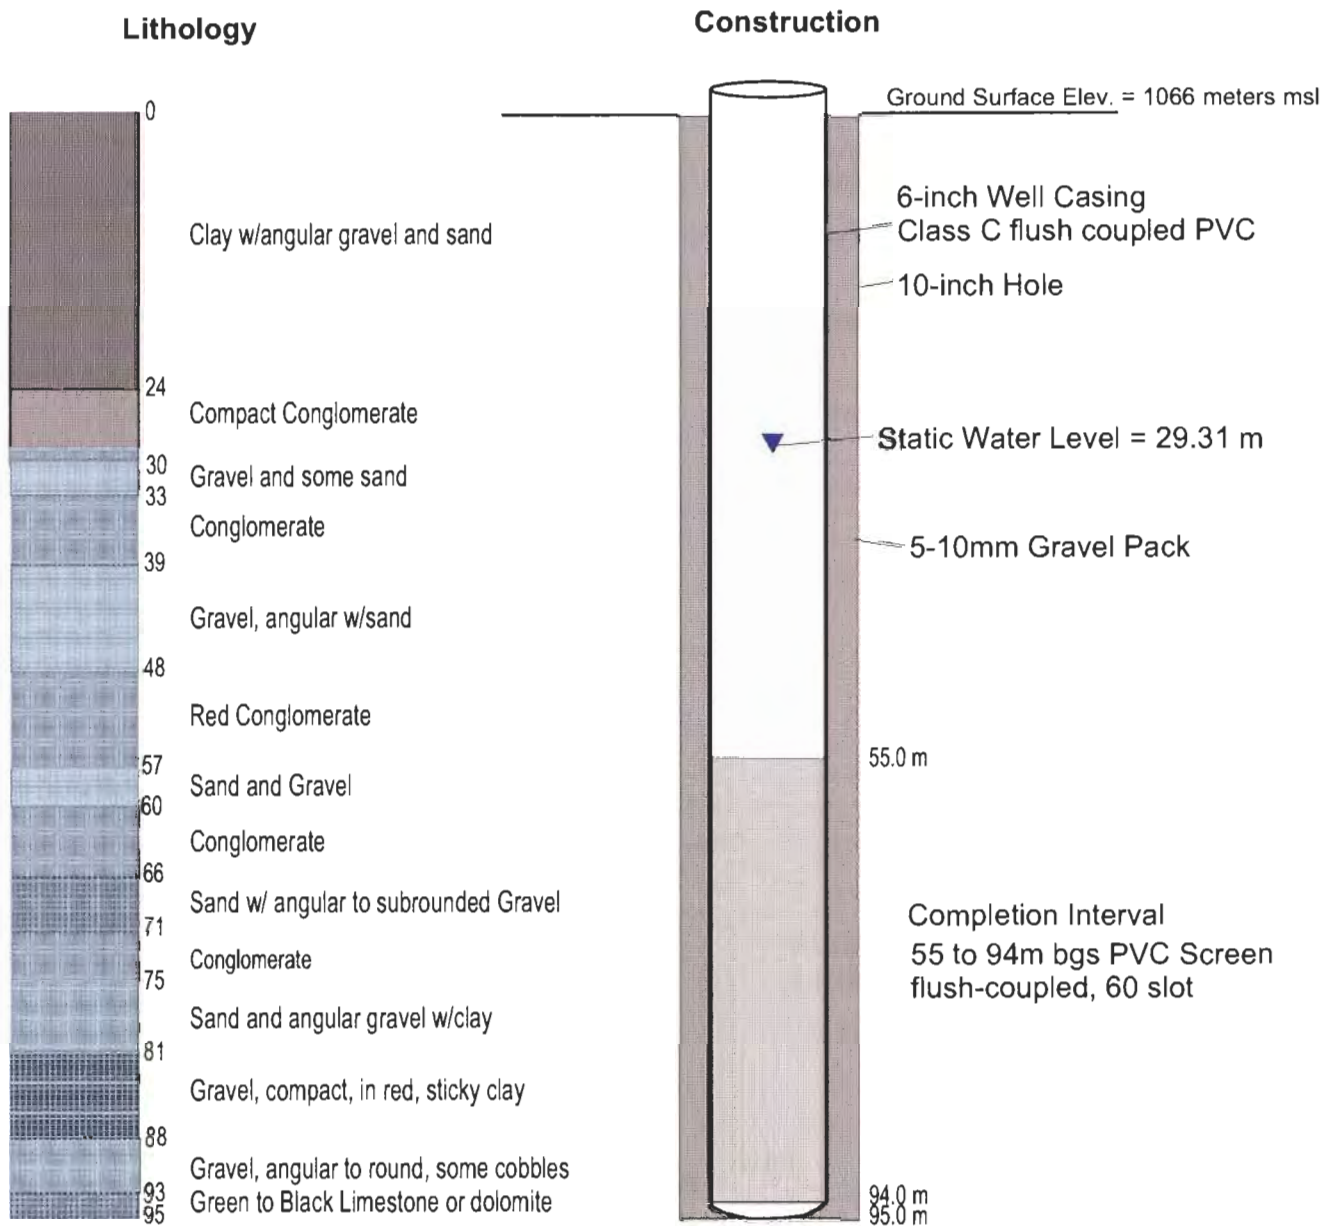 Lithology
Construction
0
Ground Surface Elev. = 1066 meters msl
Clay w/angular gravel and sand
6-inch Well Casing
Class C flush coupled PVC
10-inch Hole
24
Compact Conglomerate
Static Water Level = 29.31 m
30
Gravel and some sand
33
Conglomerate
5-10mm Gravel Pack
39
Gravel, angular w/sand
48
Red Conglomerate
57
55.0 m
Sand and Gravel
60
Conglomerate
66
Sand w/ angular to subrounded Gravel
71
Completion Interval
55 to 94m bgs PVC Screen
flush-coupled, 60 slot
Conglomerate
75
Sand and angular gravel w/clay
81
Gravel, compact, in red, sticky clay
88
Gravel, angular to round, some cobbles
93
Green to Black Limestone or dolomite
95
94.0 m
95.0 m